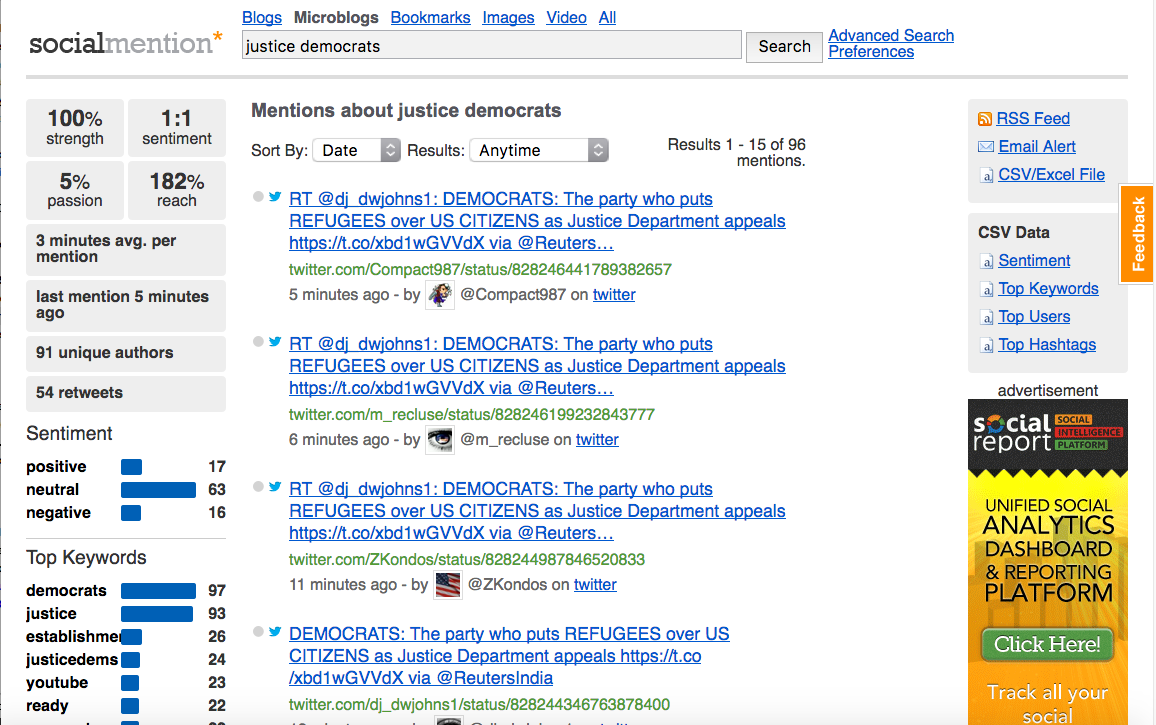 Blogs Microblogs Bookmarks Images Video All
socialmention*
justice democrats
Search
Advanced Search
Preferences
100%
strength
1:1
sentiment
5%
passion
182%
reach
3 minutes avg. per
mention
last mention 5 minutes
ago
91 unique authors
54 retweets
Sentiment
positive 17
neutral 63
negative 16
Top Keywords
democrats 97
justice 93
establishmen 26
justicedems 24
youtube 23
ready 22
Mentions about justice democrats
Sort By: Date Results: Anytime
Results 1 - 15 of 96
mentions.
RT @dj_dwjohns1: DEMOCRATS: The party who puts
REFUGEES over US CITIZENS as Justice Department appeals
https://t.co/xbd1wGVVdX via @Reuters…
twitter.com/Compact987/status/828246441789382657
5 minutes ago - by @Compact987 on twitter
RT @dj_dwjohns1: DEMOCRATS: The party who puts
REFUGEES over US CITIZENS as Justice Department appeals
https://t.co/xbd1wGVVdX via @Reuters…
twitter.com/m_recluse/status/828246199232843777
6 minutes ago - by @m_recluse on twitter
RT @dj_dwjohns1: DEMOCRATS: The party who puts
REFUGEES over US CITIZENS as Justice Department appeals
https://t.co/xbd1wGVVdX via @Reuters…
twitter.com/ZKondos/status/828244987846520833
11 minutes ago - by @ZKondos on twitter
DEMOCRATS: The party who puts REFUGEES over US
CITIZENS as Justice Department appeals https://t.co
/xbd1wGVVdX via @ReutersIndia
twitter.com/dj_dwjohns1/status/828244346763878400
RSS Feed
Email Alert
CSV/Excel File
CSV Data
Sentiment
Top Keywords
Top Users
Top Hashtags
Feedback
advertisement
social
report
SOCIAL
INTELLIGENCE
PLATFORM
UNIFIED SOCIAL
ANALYTICS
DASHBOARD
& REPORTING
PLATFORM
Click Here!
Track all your
social